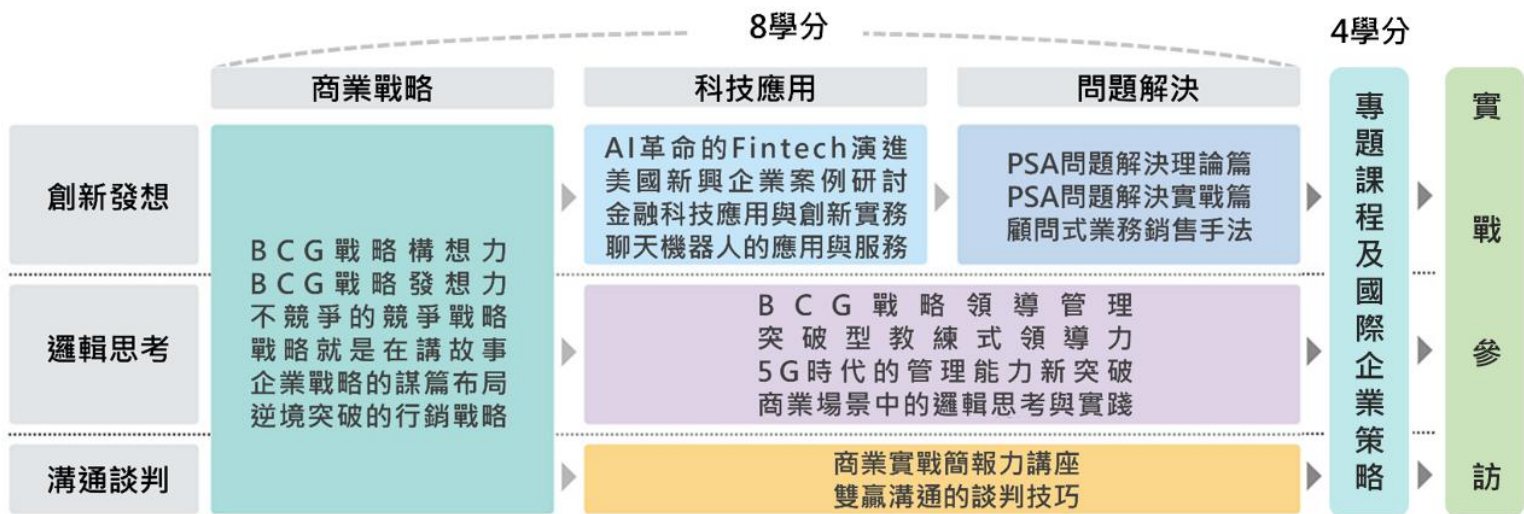 8學分
4學分
商業戰略
科技應用
問題解決
專題課程及國際企業策略
實戰參訪
創新發想
邏輯思考
溝通談判
BCG戰略構想力
BCG戰略發想力
不競爭的競爭戰略
戰略就是在講故事
企業戰略的謀篇布局
逆境突破的行銷戰略
AI革命的Fintech演進
美國新興企業案例研討
金融科技應用與創新實務
聊天機器人的應用與服務
PSA問題解決理論篇
PSA問題解決實戰篇
顧問式業務銷售手法
BCG戰略領導管理
突破型教練式領導力
5G時代的管理能力新突破
商業場景中的邏輯思考與實踐
商業實戰簡報力講座
雙贏溝通的談判技巧